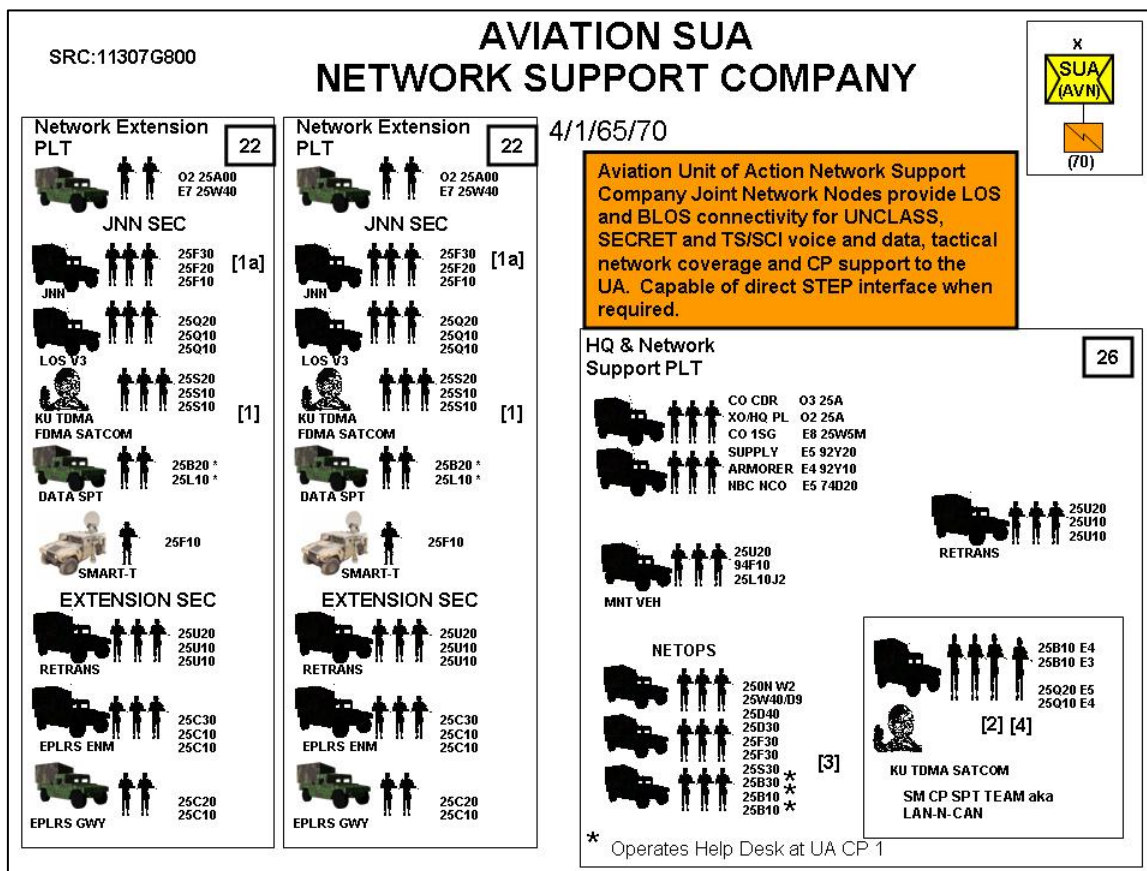 SRC:11307G800
AVIATION SUA
NETWORK SUPPORT COMPANY
X
SUA
(AVN)
(70)
4/1/65/70
Network Extension
PLT
22
O2 25A00
E7 25W40
JNN SEC
25F30
25F20
25F10
[1a]
JNN
25Q20
25Q10
25Q10
LOS V3
25S20
25S10
25S10
[1]
KU TDMA
FDMA SATCOM
25B20 *
25L10 *
DATA SPT
25F10
SMART-T
EXTENSION SEC
25U20
25U10
25U10
RETRANS
25C30
25C10
25C10
EPLRS ENM
25C20
25C10
EPLRS GWY
Network Extension
PLT
22
O2 25A00
E7 25W40
JNN SEC
25F30
25F20
25F10
[1a]
JNN
25Q20
25Q10
25Q10
LOS V3
25S20
25S10
25S10
[1]
KU TDMA
FDMA SATCOM
25B20 *
25L10 *
DATA SPT
25F10
SMART-T
EXTENSION SEC
25U20
25U10
25U10
RETRANS
25C30
25C10
25C10
EPLRS ENM
25C20
25C10
EPLRS GWY
Aviation Unit of Action Network Support
Company Joint Network Nodes provide LOS
and BLOS connectivity for UNCLASS,
SECRET and TS/SCI voice and data, tactical
network coverage and CP support to the
UA. Capable of direct STEP interface when
required.
HQ & Network
Support PLT
26
CO CDR O3 25A
XO/HQ PL O2 25A
CO 1SG E8 25W5M
SUPPLY E5 92Y20
ARMORER E4 92Y10
NBC NCO E5 74D20
25U20
25U10
25U10
RETRANS
25U20
94F10
25L10J2
MNT VEH
NETOPS
250N W2
25W40/D9
25D40
25D30
25F30
25F30
25S30
25B30 *
25B10 *
25B10 *
[3]
25B10 E4
25B10 E3
25Q20 E5
25Q10 E4
[2] [4]
KU TDMA SATCOM
SM CP SPT TEAM aka
LAN-N-CAN
* Operates Help Desk at UA CP 1